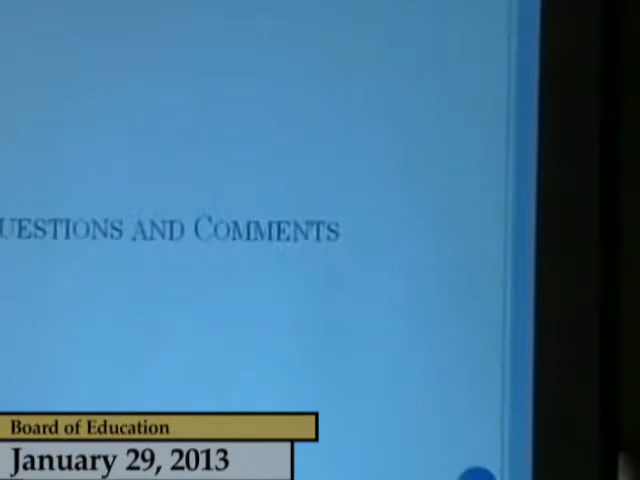 UESTIONS AND COMMENTS
Board of Education
January 29, 2013